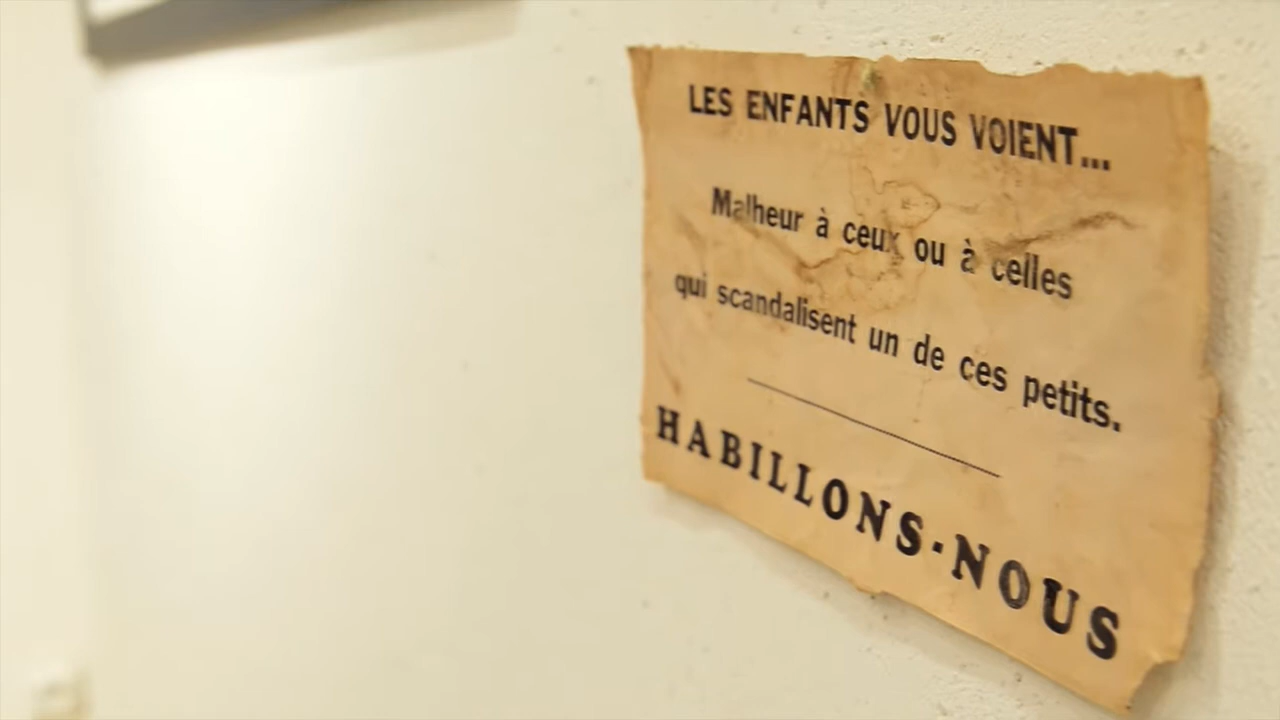 LES ENFANTS VOUS VOIENT...
Malheur à ceux ou à celles
qui scandalisent un de ces petits.
HABILLONS-NOUS